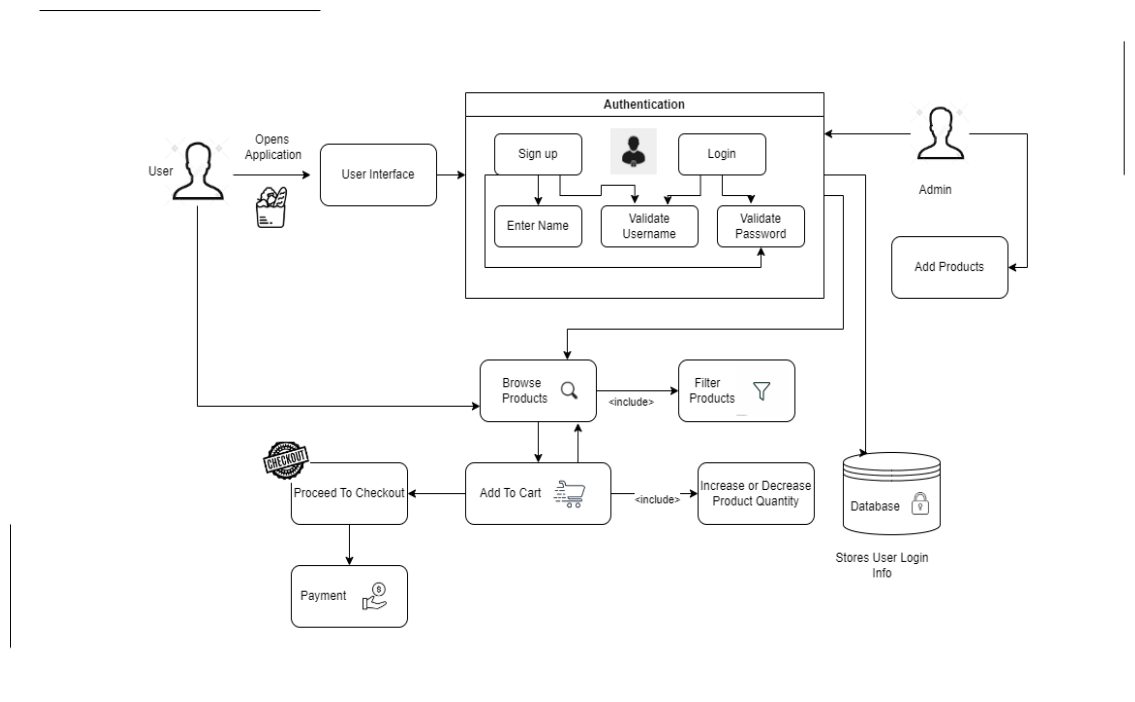 Authentication
Opens
Application
User
User Interface
Sign up
Login
Admin
Enter Name
Validate
Username
Validate
Password
Add Products
Browse
Products
<include>
Filter
Products
CHECKOUT
Proceed To Checkout
Add To Cart
<include>
Increase or Decrease
Product Quantity
Database
Stores User Login
Info
Payment